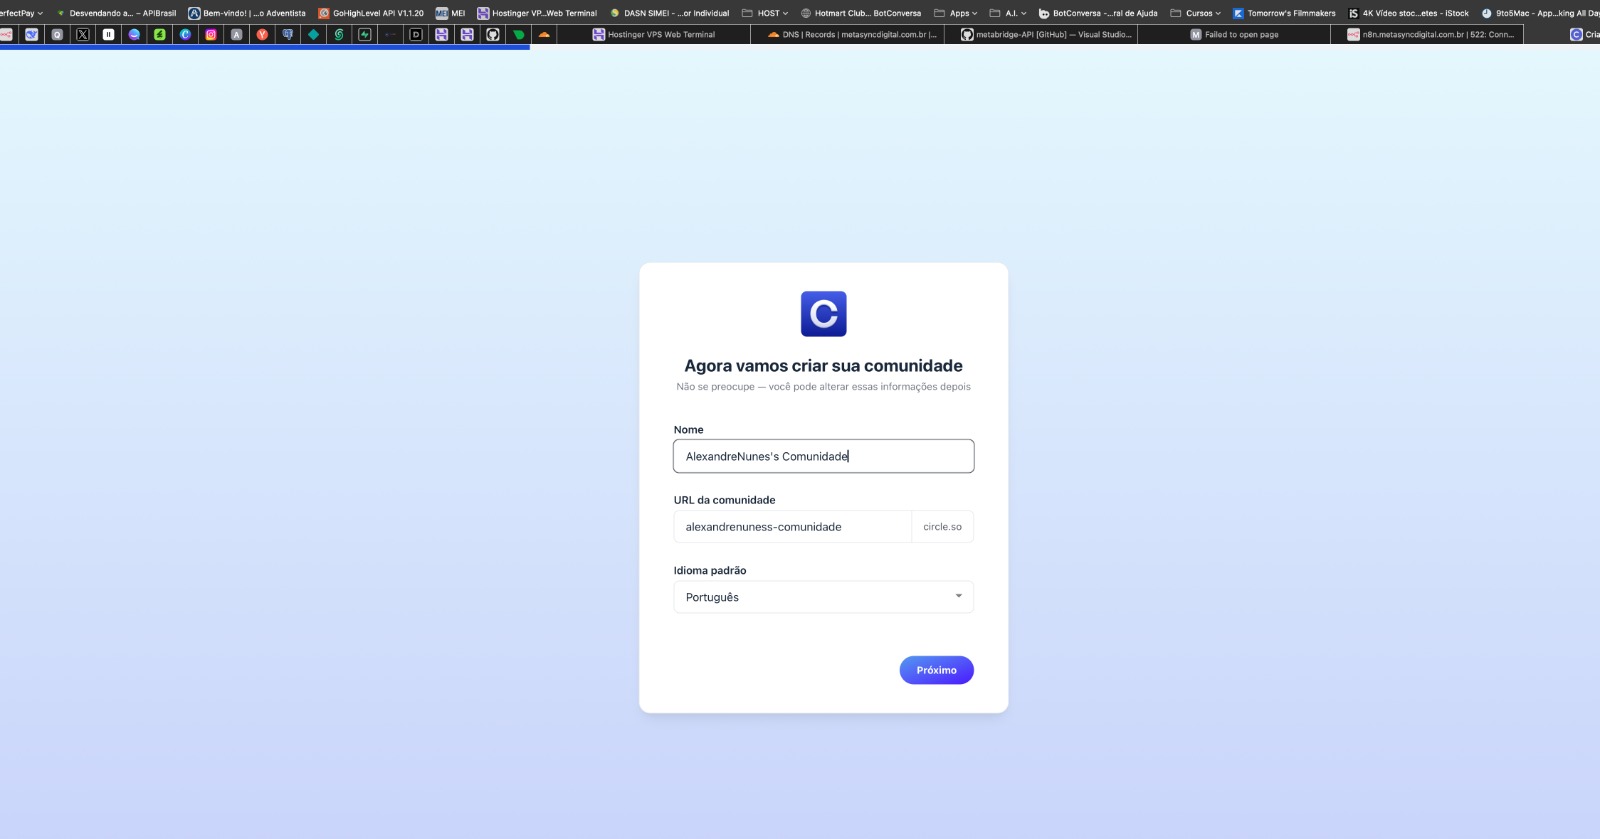 erfectPay
Desvendando a... – APIBrasil
Bem-vindo! | ...o Adventista
GoHighLevel API V1.1.20
MEI MEI
Hostinger VP...Web Terminal
DASN SIMEI - ...or Individual
HOST
Hotmart Club... BotConversa
Apps
A.I.
BotConversa -...ral de Ajuda
Cursos
Tomorrow's Filmmakers
iS 4K Vídeo stoc...etes - iStock
9to5Mac - App...king All Day
Hostinger VPS Web Terminal
DNS | Records | metasyncdigital.com.br |...
metabridge-API [GitHub] — Visual Studio...
M Failed to open page
n8n.metasyncdigital.com.br | 522: Conn...
C Cria
C
Agora vamos criar sua comunidade
Não se preocupe — você pode alterar essas informações depois
Nome
AlexandreNunes's Comunidade
URL da comunidade
alexandrenuness-comunidade circle.so
Idioma padrão
Português
Próximo